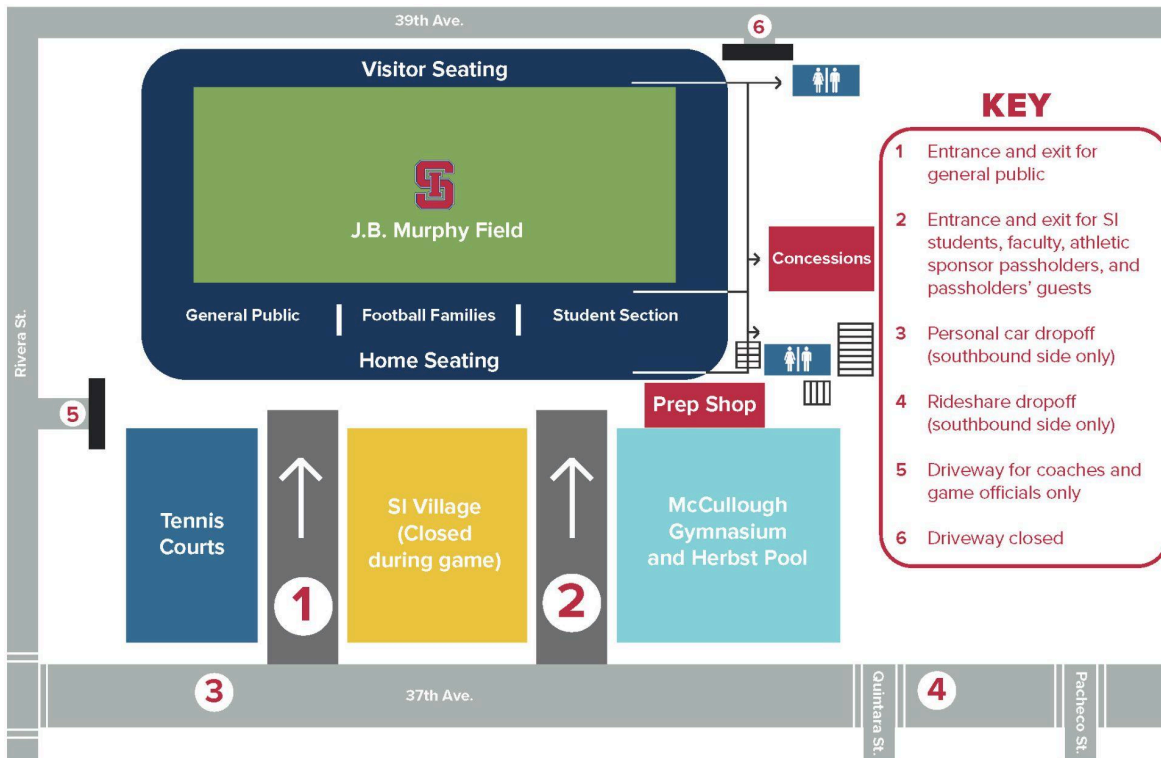 39th Ave.
6
Visitor Seating
SI
J.B. Murphy Field
General Public
Football Families
Student Section
Home Seating
Concessions
Rivera St.
5
Prep Shop
Tennis
Courts
1
SI Village
(Closed
during game)
2
McCullough
Gymnasium
and Herbst Pool
3
37th Ave.
Quintara St.
4
Pacheco St.
KEY
1 Entrance and exit for
general public
2 Entrance and exit for SI
students, faculty, athletic
sponsor passholders, and
passholders' guests
3 Personal car dropoff
(southbound side only)
4 Rideshare dropoff
(southbound side only)
5 Driveway for coaches and
game officials only
6 Driveway closed